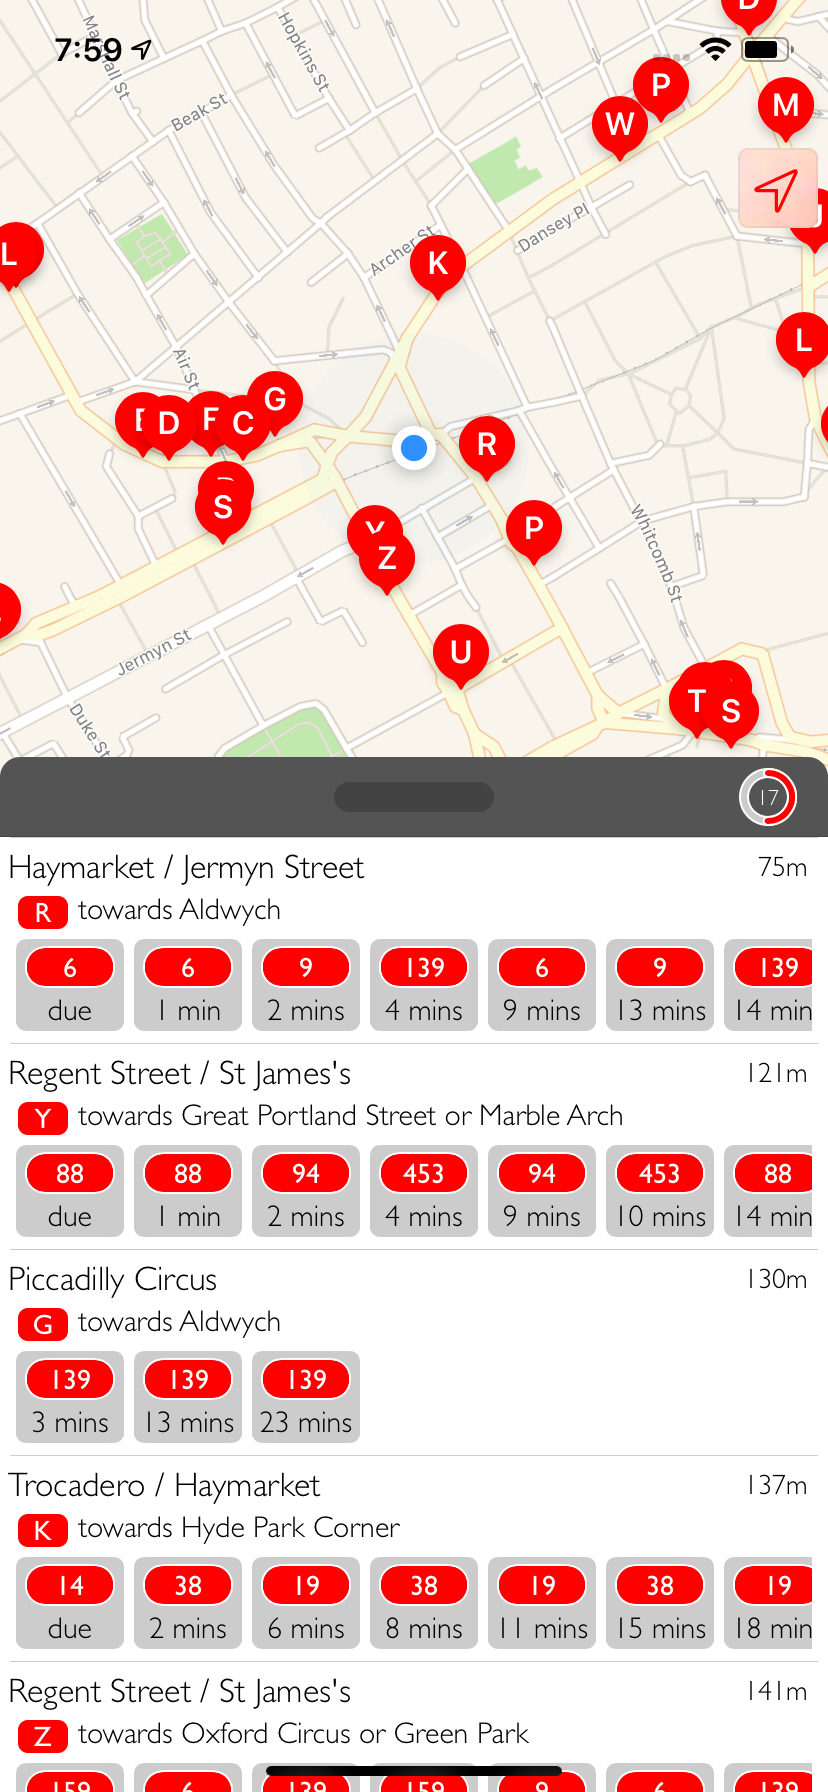 7:59
D
Marshall St
Hopkins St
Beak St
P
W
M
J
Dansey Pl
Archer St
L
K
L
Air St
G
D
F
C
R
S
Y
Z
P
Whitcomb St
U
Jermyn St
T
S
Duke St
17
Haymarket / Jermyn Street 75m
R towards Aldwych
6 6 9 139 6 9 139
due 1 min 2 mins 4 mins 9 mins 13 mins 14 min
Regent Street / St James's 121m
Y towards Great Portland Street or Marble Arch
88 88 94 453 94 453 88
due 1 min 2 mins 4 mins 9 mins 10 mins 14 min
Piccadilly Circus 130m
G towards Aldwych
139 139 139
3 mins 13 mins 23 mins
Trocadero / Haymarket 137m
K towards Hyde Park Corner
14 38 19 38 19 38 19
due 2 mins 6 mins 8 mins 11 mins 15 mins 18 min
Regent Street / St James's 141m
Z towards Oxford Circus or Green Park
159 6 139 159 9 6 139